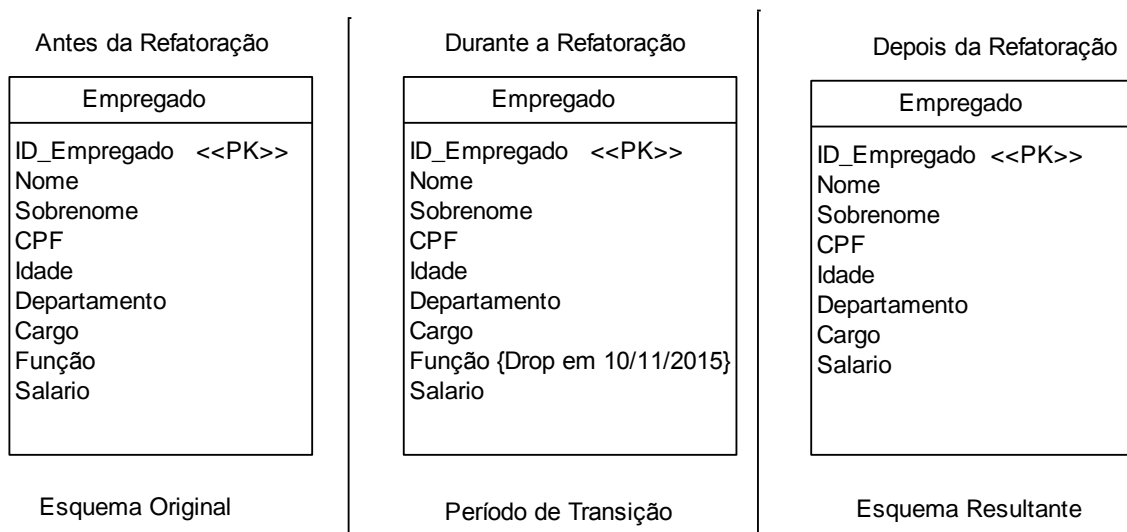 Antes da Refatoração
Empregado
ID_Empregado <<PK>>
Nome
Sobrenome
CPF
Idade
Departamento
Cargo
Função
Salario
Esquema Original
Durante a Refatoração
Empregado
ID_Empregado <<PK>>
Nome
Sobrenome
CPF
Idade
Departamento
Cargo
Função {Drop em 10/11/2015}
Salario
Período de Transição
Depois da Refatoração
Empregado
ID_Empregado <<PK>>
Nome
Sobrenome
CPF
Idade
Departamento
Cargo
Salario
Esquema Resultante